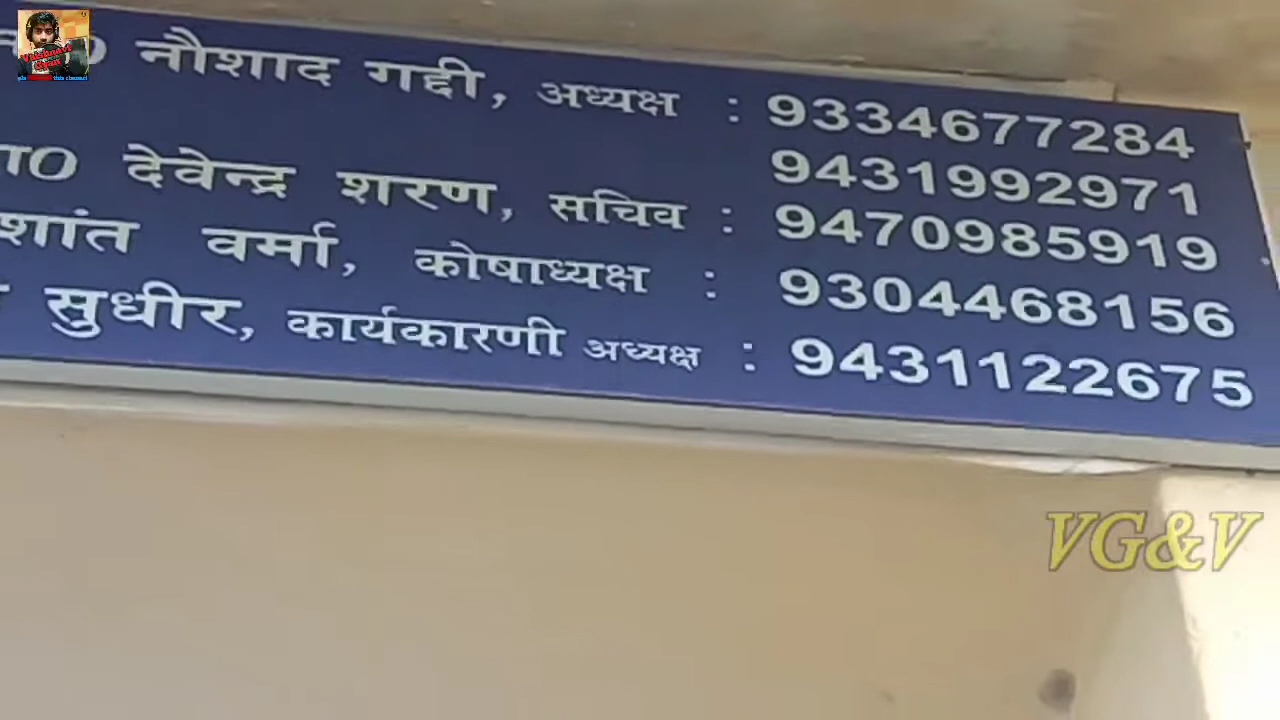 नौशाद गद्दी, अध्यक्ष : 9334677284
9431992971
देवेन्द्र शरण, सचिव : 9470985919
वर्मा, कोषाध्यक्ष : 9304468156
सुधीर, कार्यकारणी अध्यक्ष : 9431122675
VG&V